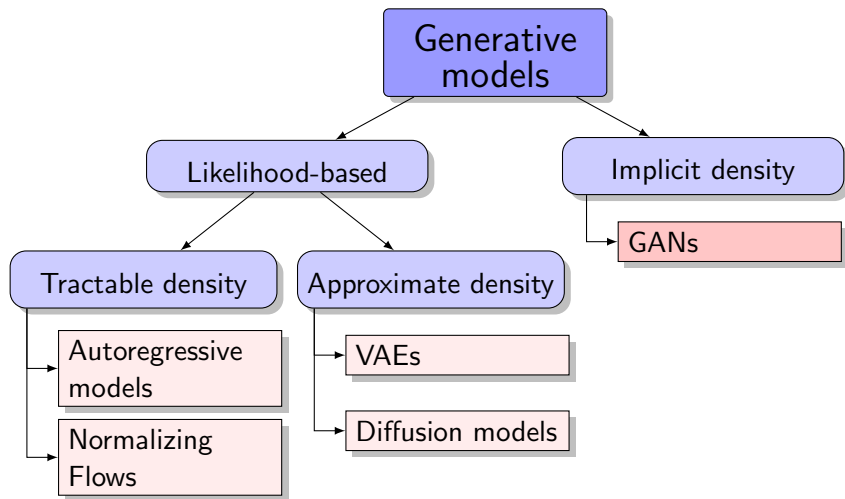 Generative
models
Likelihood-based
Implicit density
GANs
Tractable density
Approximate density
Autoregressive
models
VAEs
Normalizing
Flows
Diffusion models